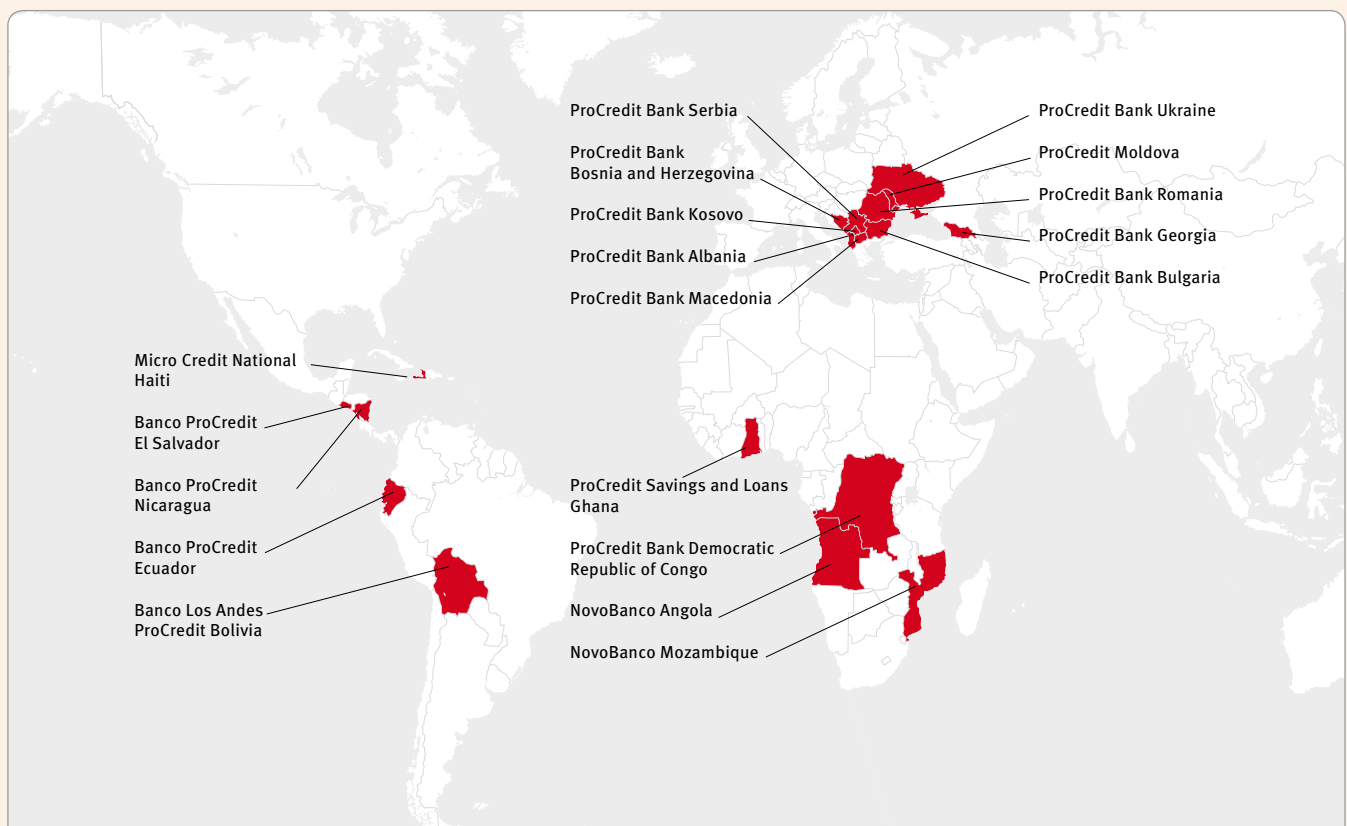 ProCredit Bank Serbia
ProCredit Bank
Bosnia and Herzegovina
ProCredit Bank Kosovo
ProCredit Bank Albania
ProCredit Bank Macedonia
ProCredit Bank Ukraine
ProCredit Moldova
ProCredit Bank Romania
ProCredit Bank Georgia
ProCredit Bank Bulgaria
Micro Credit National
Haiti
Banco ProCredit
El Salvador
Banco ProCredit
Nicaragua
Banco ProCredit
Ecuador
Banco Los Andes
ProCredit Bolivia
ProCredit Savings and Loans
Ghana
ProCredit Bank Democratic
Republic of Congo
NovoBanco Angola
NovoBanco Mozambique